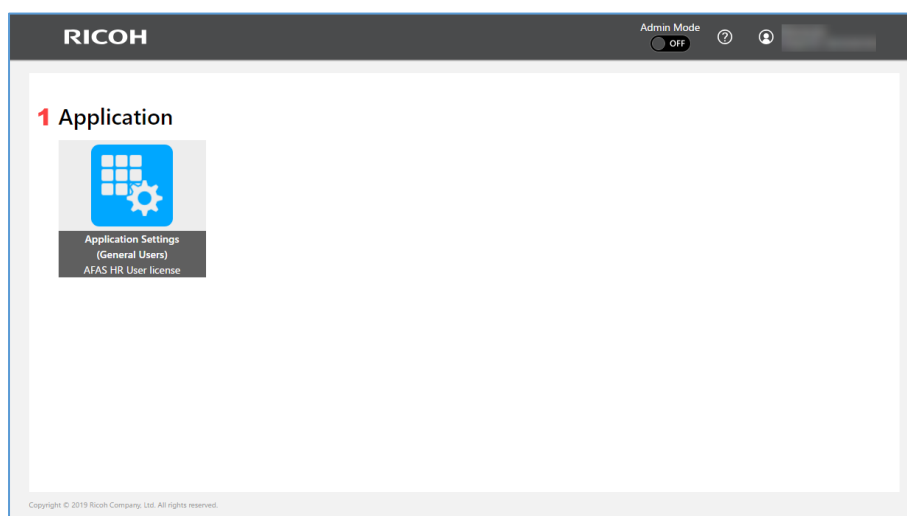 RICOH
Admin Mode
OFF
?
1 Application
Application Settings
(General Users)
AFAS HR User license
Copyright © 2019 Ricoh Company, Ltd. All rights reserved.